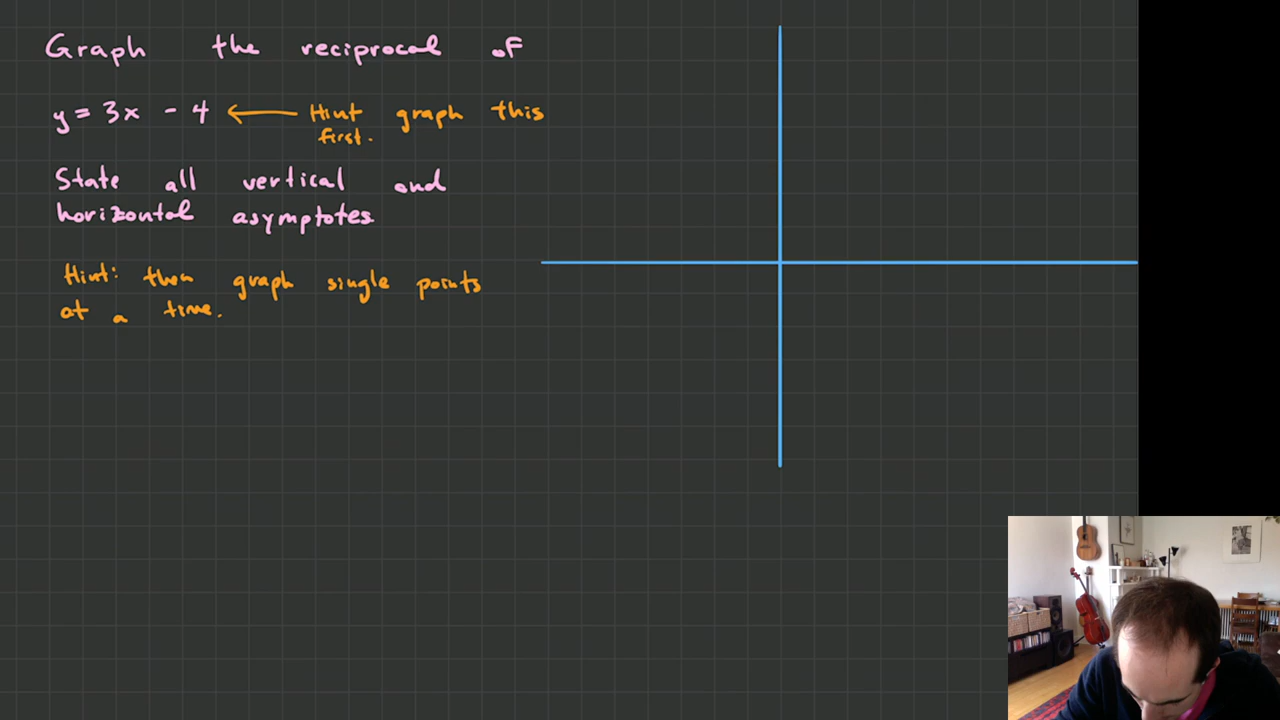 Graph the reciprocal of
y = 3x - 4 ← Hint graph this
first.
State all vertical and
horizontal asymptotes
Hint: then graph single points
at a time.